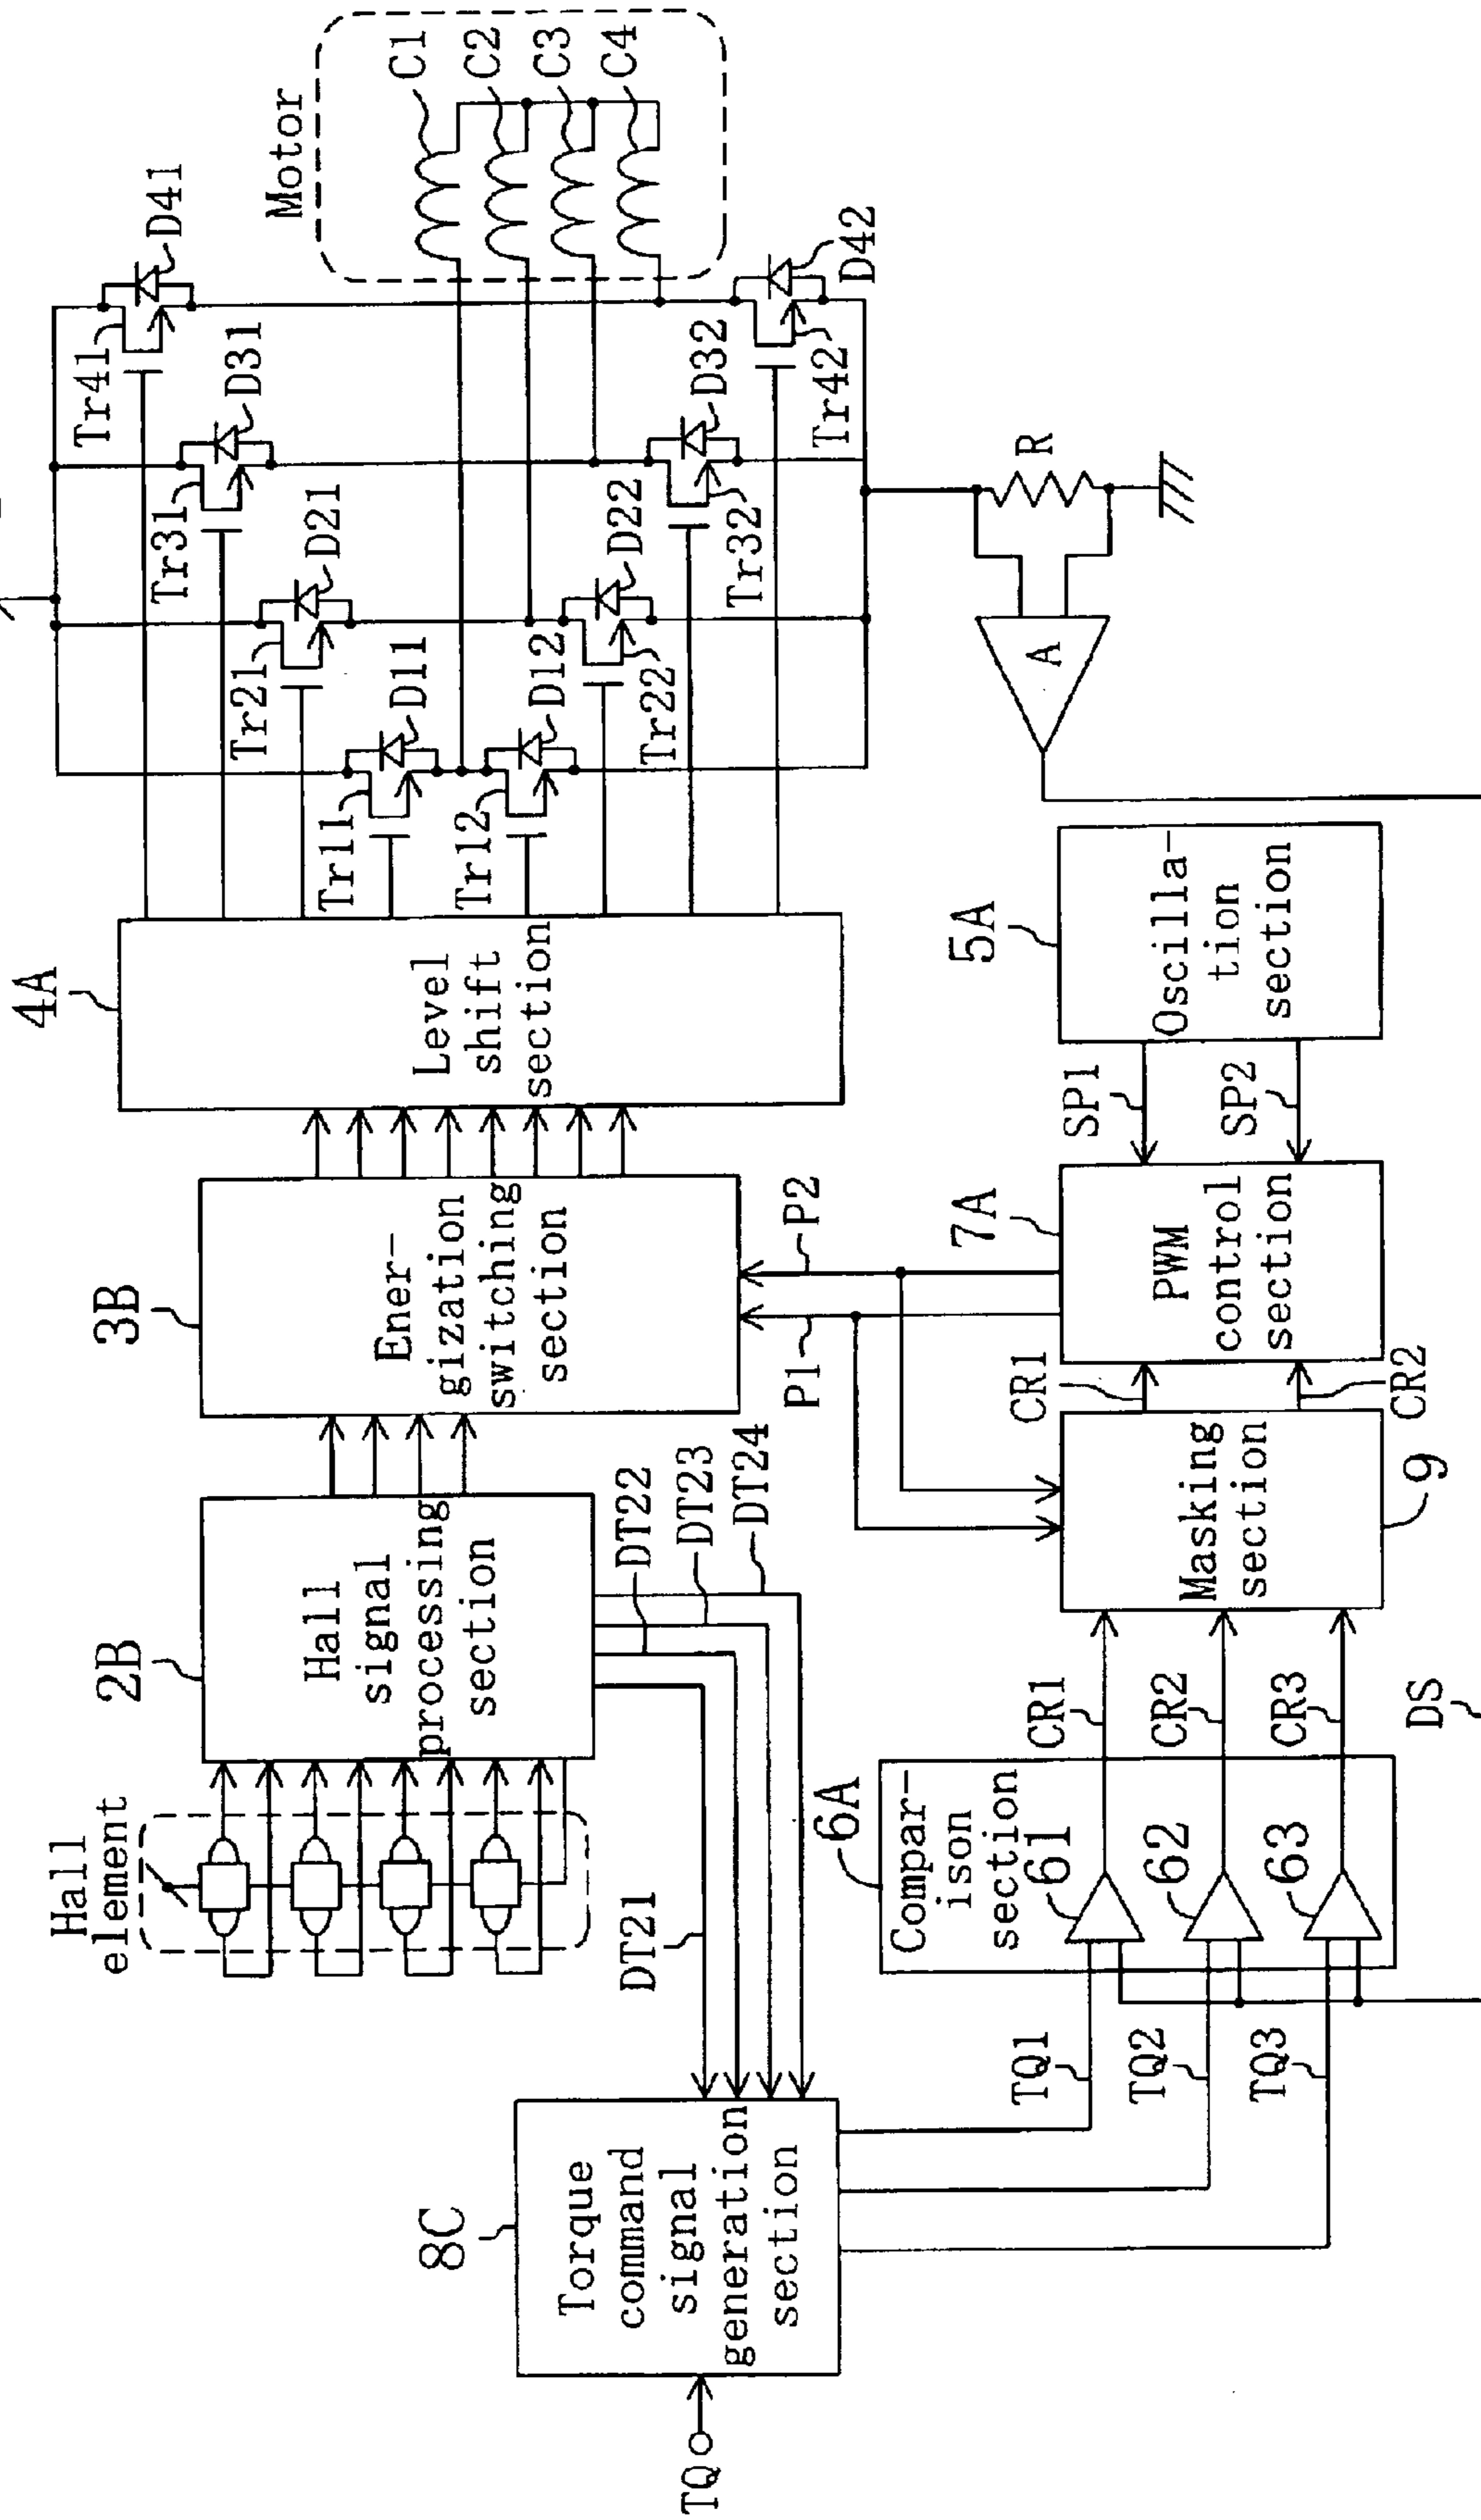 Hall
element
2B
Hall
signal
processing
section
3B
Ener-
gization
switching
section
4A
Level
shift
section
Tr41
D41
Tr31
D31
Tr21
D21
Tr11
D11
Tr12
D12
Tr22
D22
Tr32
D32
Tr42
D42
Motor
C1
C2
C3
C4
8C
Torque
command
signal
generation
section
TQ
DT21
DT22
DT23
DT24
P1
P2
TQ1
TQ2
TQ3
6A
Compar-
ison
section
61
62
63
CR1
CR2
CR3
DS
Masking
section
9
CR1
CR2
7A
PWM
control
section
SP1
SP2
5A
Oscilla-
tion
section
A
R